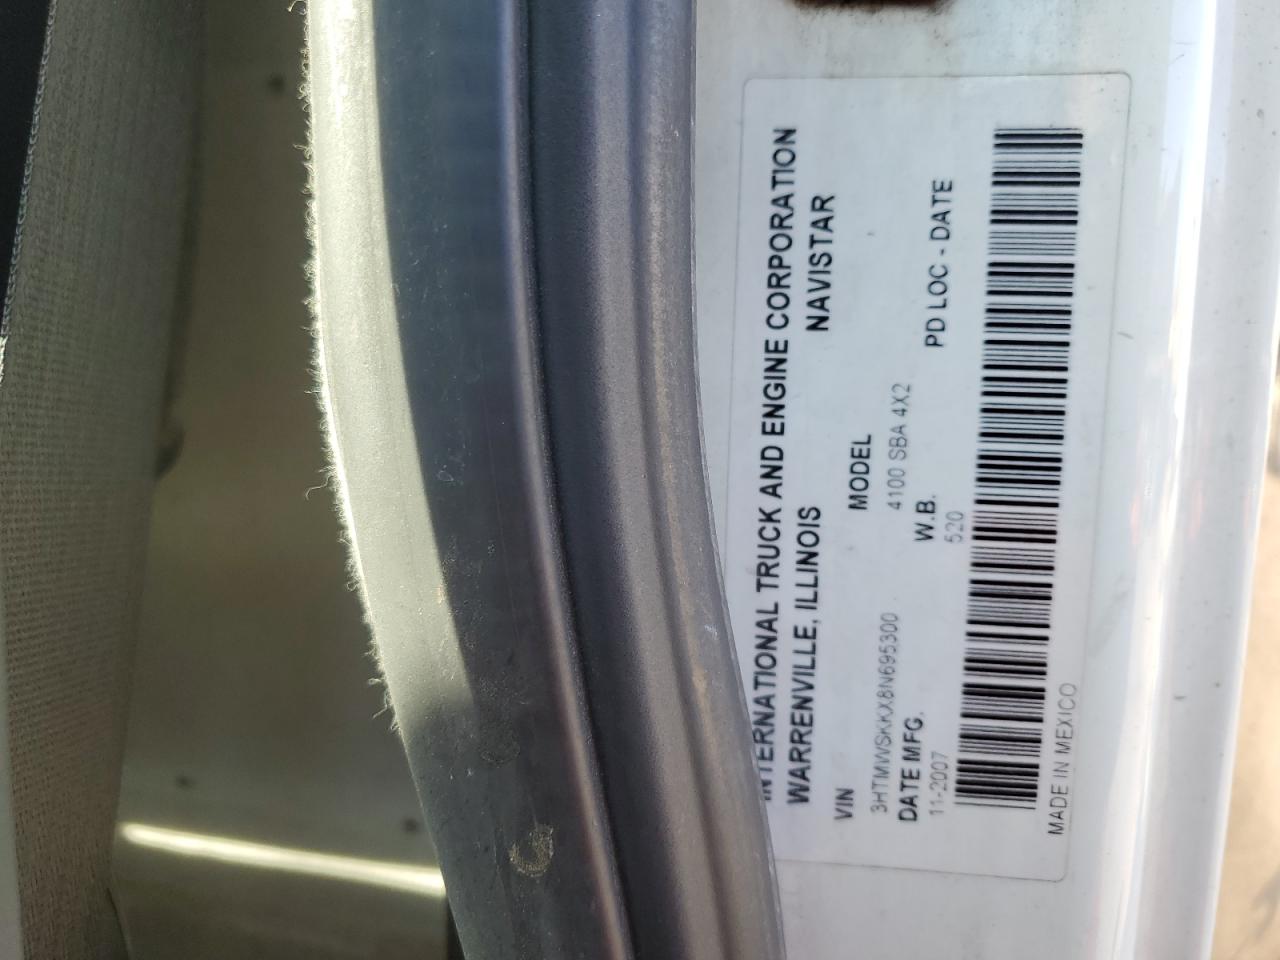 INTERNATIONAL TRUCK AND ENGINE CORPORATION
WARRENVILLE, ILLINOIS NAVISTAR
VIN MODEL
3HTMWSKKX8N695300 4100 SBA 4X2
DATE MFG. W.B. PD LOC - DATE
11-2007 520
MADE IN MEXICO